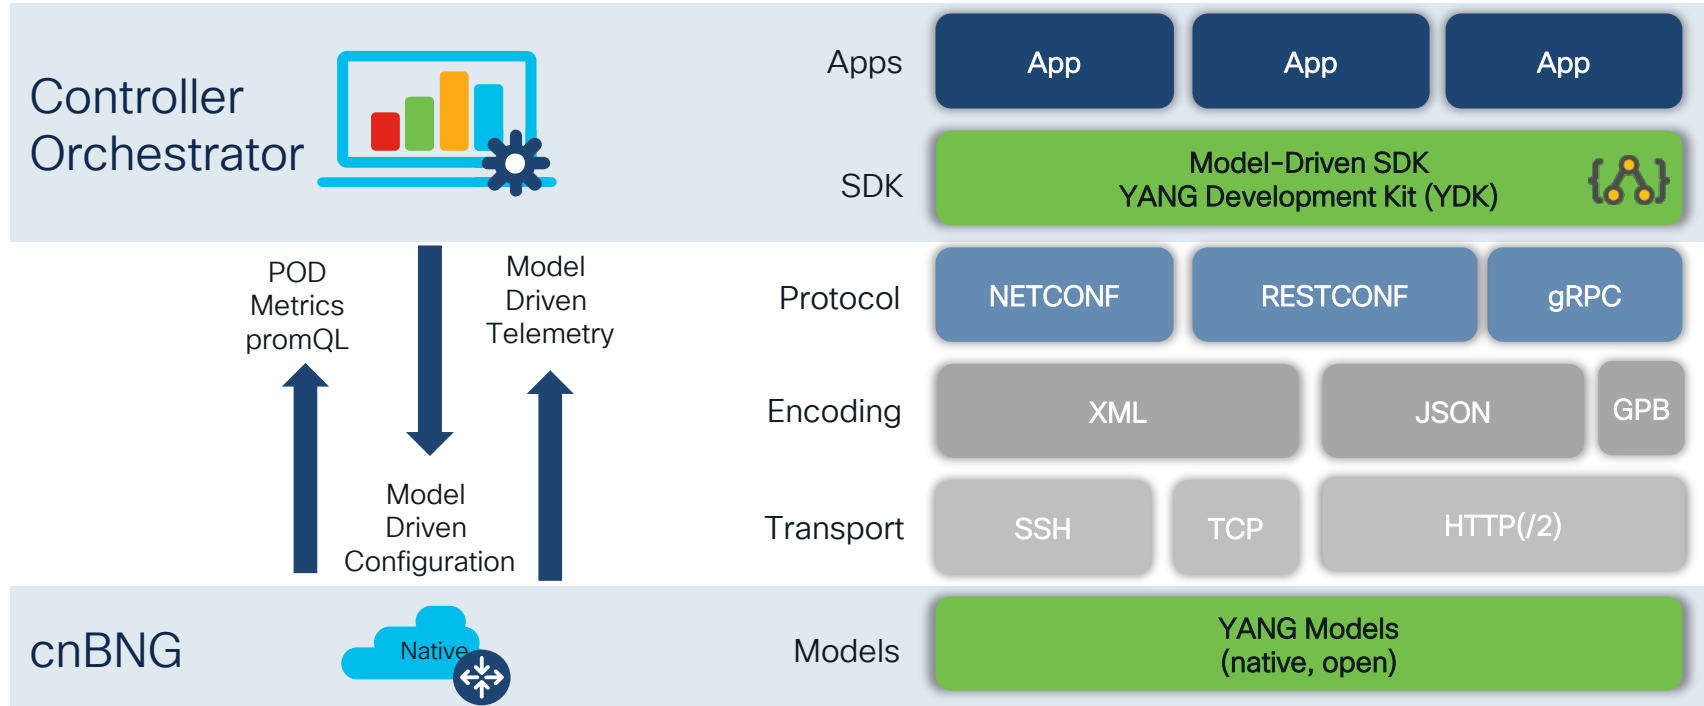 Controller
Orchestrator
Apps
App
App
App
SDK
Model-Driven SDK
YANG Development Kit (YDK)
POD
Metrics
promQL
Model
Driven
Telemetry
Model
Driven
Configuration
Protocol
NETCONF
RESTCONF
gRPC
Encoding
XML
JSON
GPB
Transport
SSH
TCP
HTTP(/2)
cnBNG
Native
Models
YANG Models
(native, open)